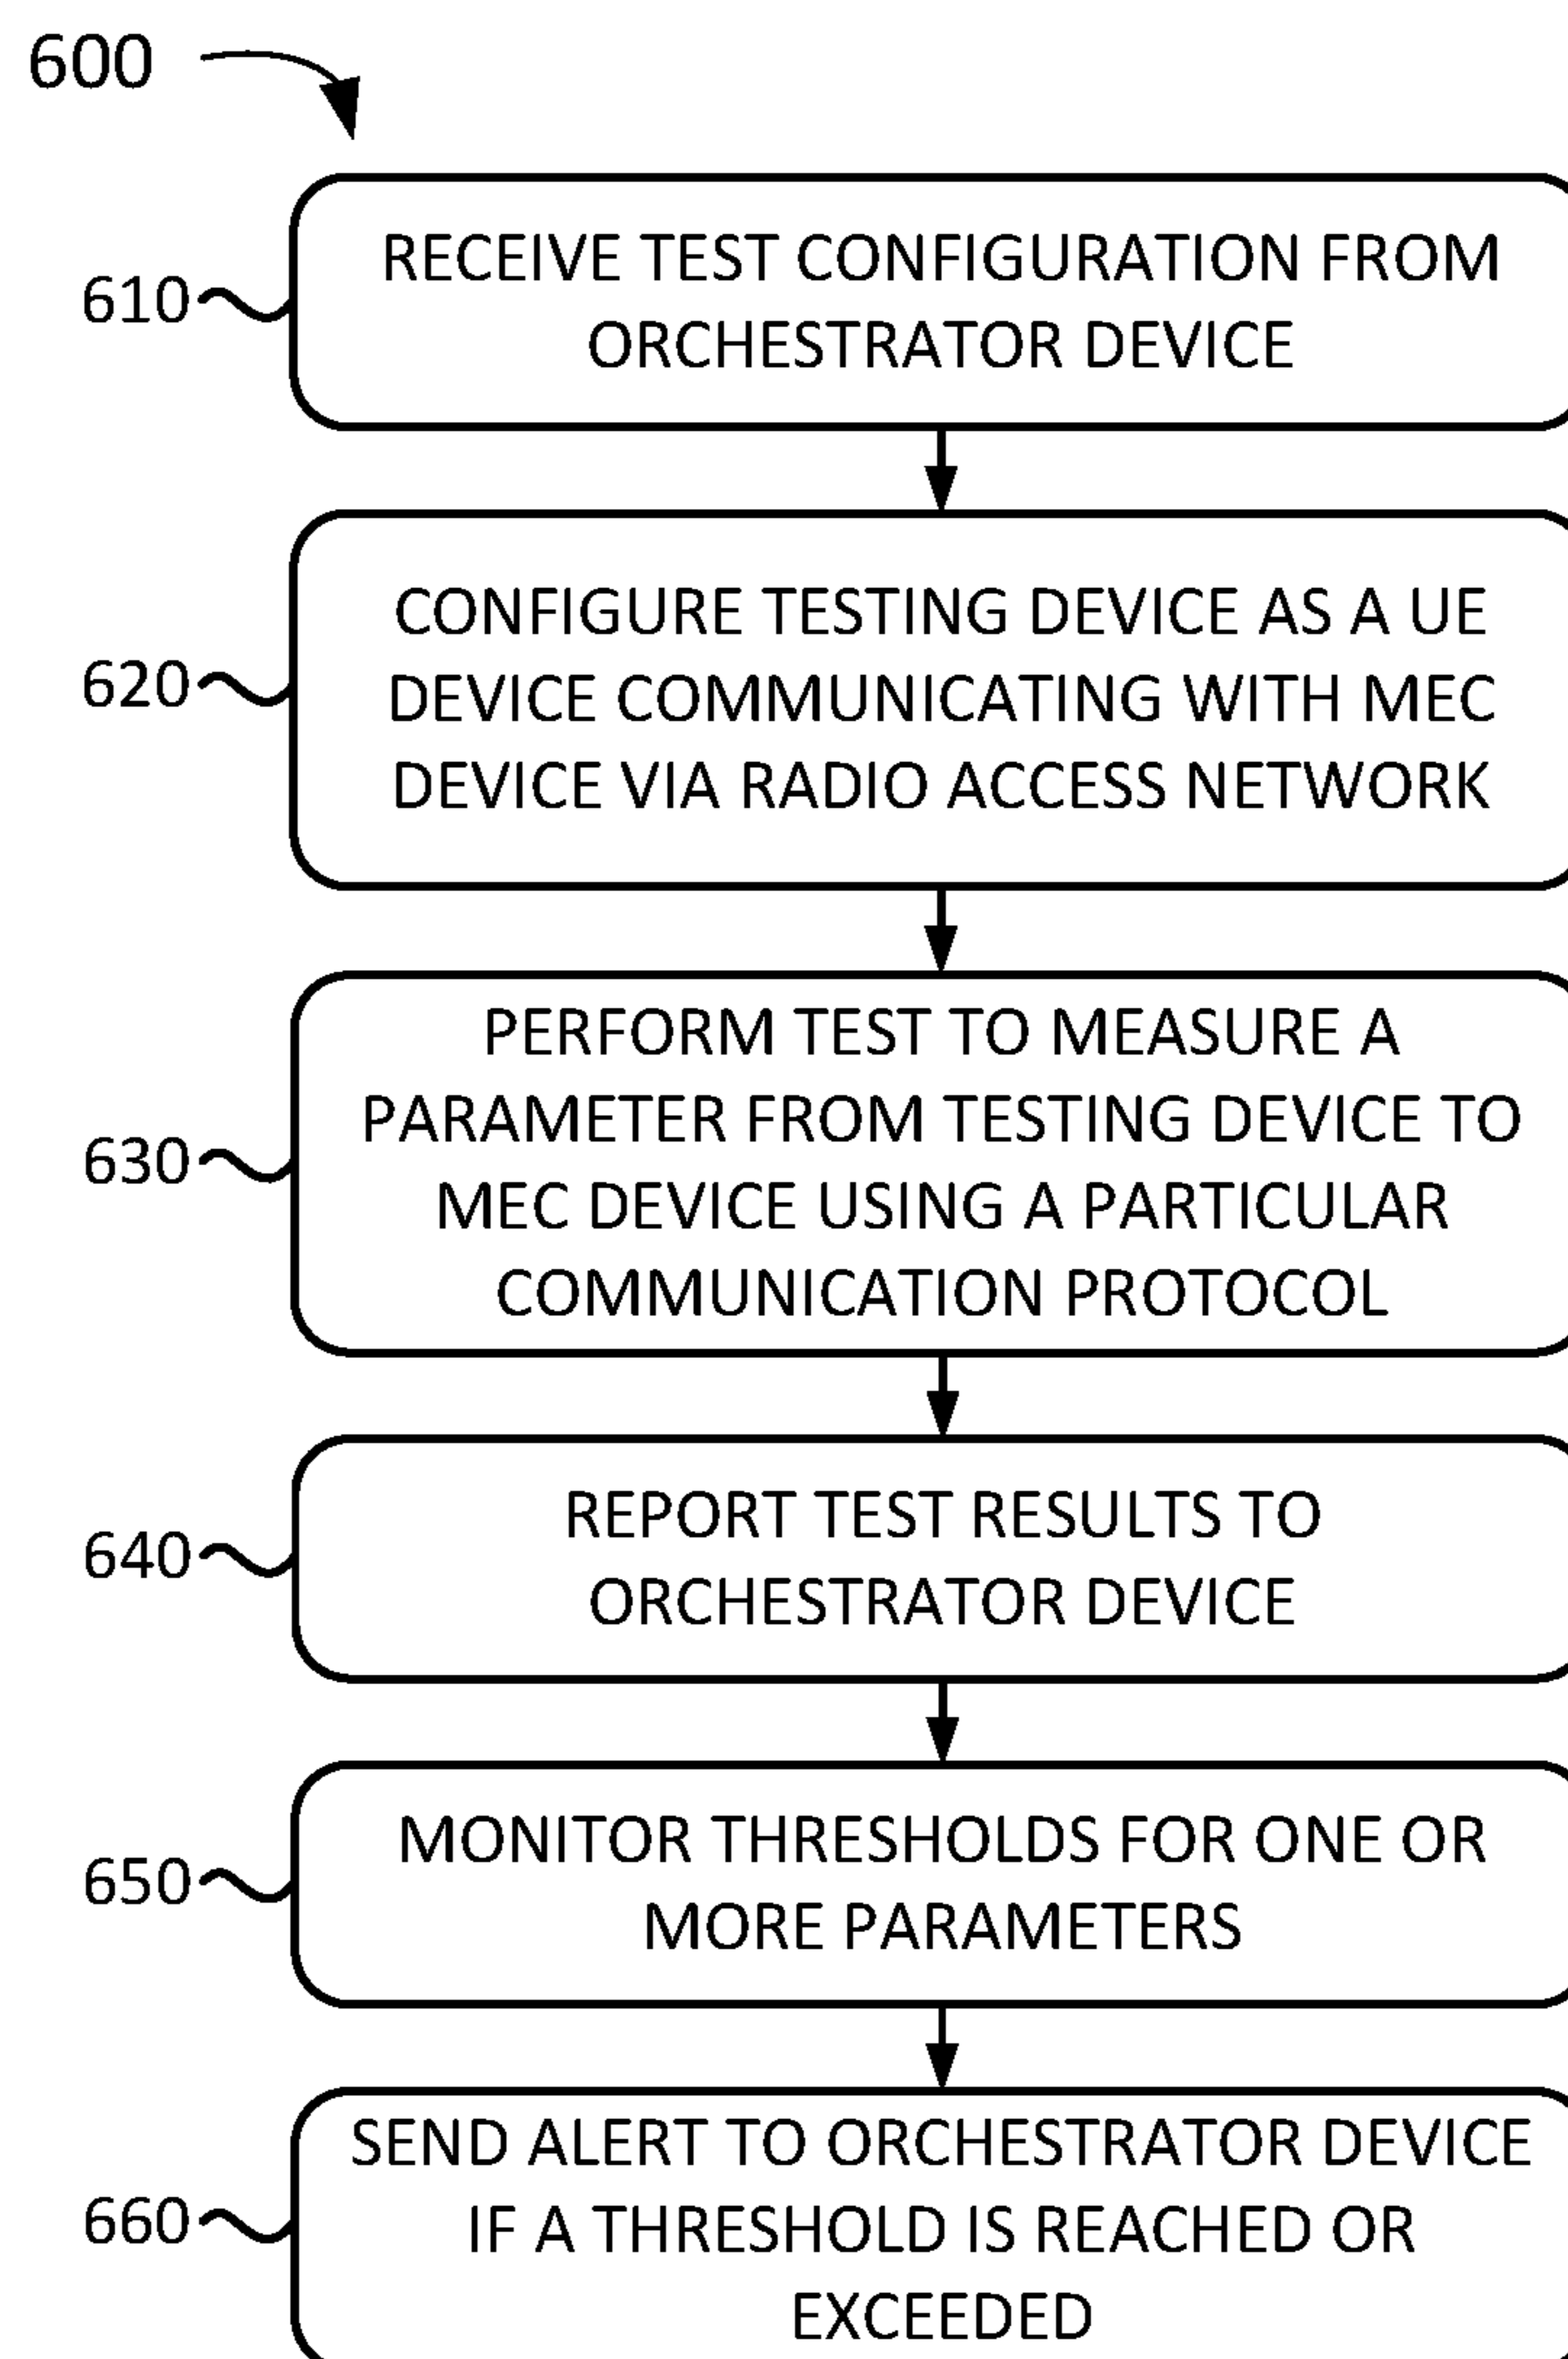 600
610
RECEIVE TEST CONFIGURATION FROM
ORCHESTRATOR DEVICE
620
CONFIGURE TESTING DEVICE AS A UE
DEVICE COMMUNICATING WITH MEC
DEVICE VIA RADIO ACCESS NETWORK
630
PERFORM TEST TO MEASURE A
PARAMETER FROM TESTING DEVICE TO
MEC DEVICE USING A PARTICULAR
COMMUNICATION PROTOCOL
640
REPORT TEST RESULTS TO
ORCHESTRATOR DEVICE
650
MONITOR THRESHOLDS FOR ONE OR
MORE PARAMETERS
660
SEND ALERT TO ORCHESTRATOR DEVICE
IF A THRESHOLD IS REACHED OR
EXCEEDED